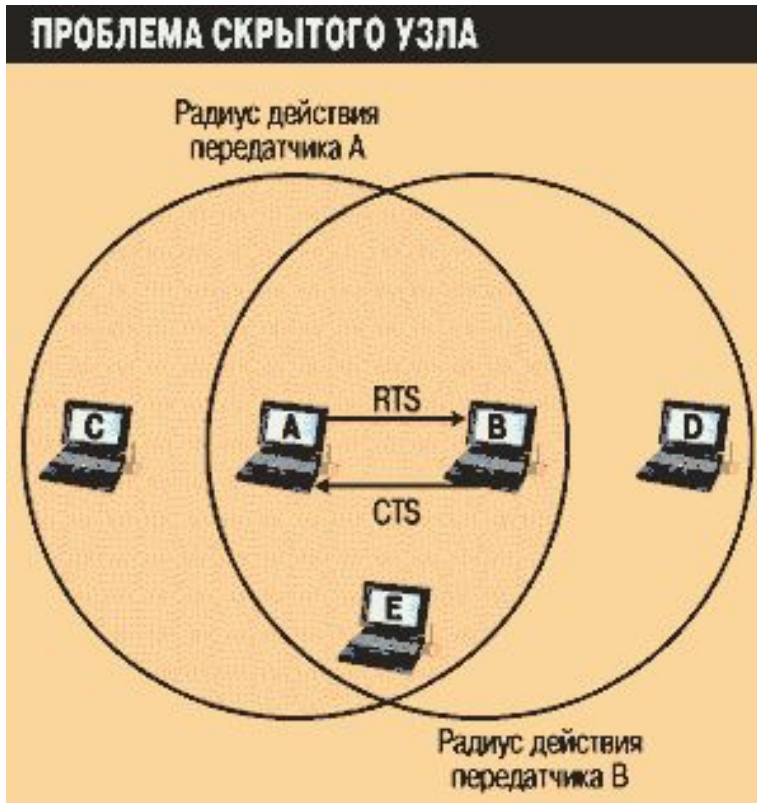 ПРОБЛЕМА СКРЫТОГО УЗЛА
Радиус действия
передатчика А
RTS
C
A
B
D
CTS
E
Радиус действия
передатчика В